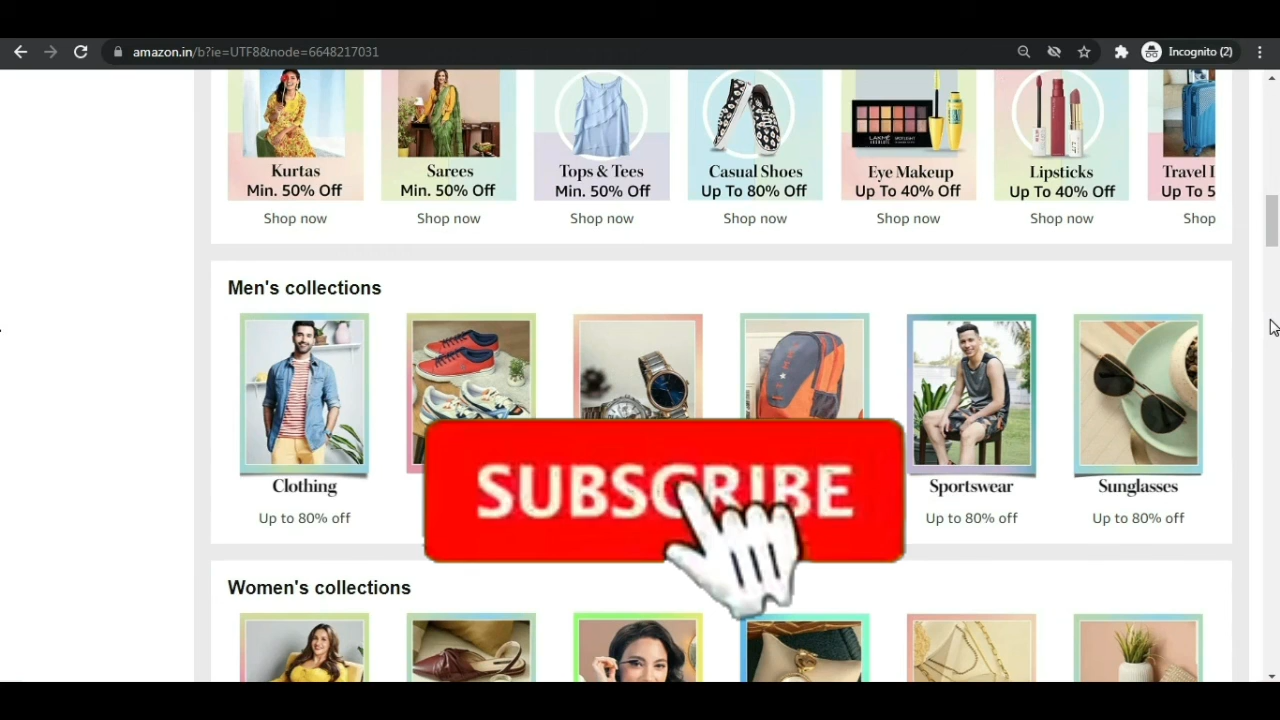 amazon.in/b?ie=UTF8&node=6648217031
Incognito (2)
Kurtas
Min. 50% Off
Shop now
Sarees
Min. 50% Off
Shop now
Tops & Tees
Min. 50% Off
Shop now
Casual Shoes
Up To 80% Off
Shop now
LAKMÉ
ABSOLUTE
SPOTLIGHT
Eye Makeup
Up To 40% Off
Shop now
Lipsticks
Up To 40% Off
Shop now
Travel
Up To 5
Shop
Men's collections
Clothing
Up to 80% off
Sportswear
Up to 80% off
Sunglasses
Up to 80% off
SUBSCRIBE
Women's collections